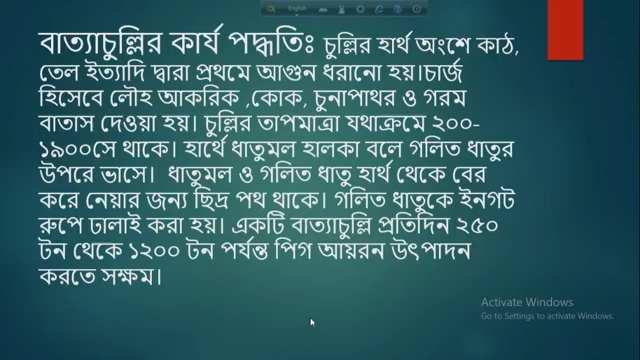 English
বাত্যাচুল্লির কার্য পদ্ধতিঃ চুল্লির হার্থ অংশে কাঠ,
তেল ইত্যাদি দ্বারা প্রথমে আগুন ধরানো হয়।চার্জ
হিসেবে লৌহ আকরিক ,কোক, চুনাপাথর ও গরম
বাতাস দেওয়া হয়। চুল্লির তাপমাত্রা যথাক্রমে ২০০-
১৯০০সে থাকে। হার্থে ধাতুমল হালকা বলে গলিত ধাতুর
উপরে ভাসে।  ধাতুমল ও গলিত ধাতু হার্থ থেকে বের
করে নেয়ার জন্য ছিদ্র পথ থাকে। গলিত ধাতুকে ইনগট
রুপে ঢালাই করা হয়। একটি বাত্যাচুল্লি প্রতিদিন ২৫০
টন থেকে ১২০০ টন পর্যন্ত পিগ আয়রন উৎপাদন
করতে সক্ষম।
Activate Windows
Go to Settings to activate Windows.